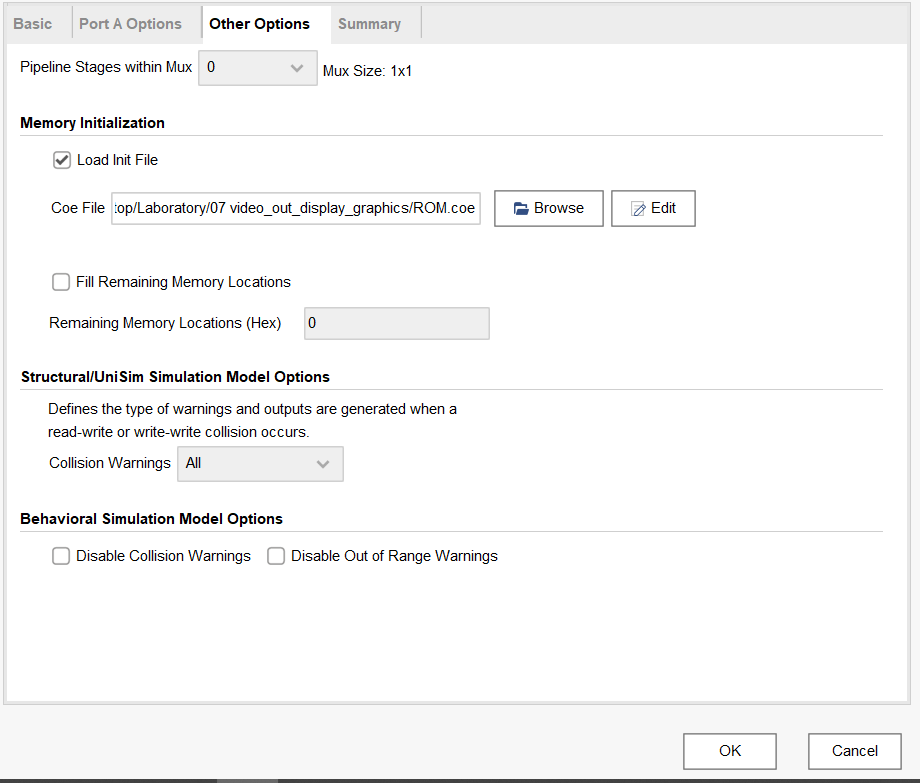 Basic Port A Options Other Options Summary
Pipeline Stages within Mux 0 Mux Size: 1x1
Memory Initialization
Load Init File
Coe File top/Laboratory/07 video_out_display_graphics/ROM.coe Browse Edit
Fill Remaining Memory Locations
Remaining Memory Locations (Hex) 0
Structural/UniSim Simulation Model Options
Defines the type of warnings and outputs are generated when a
read-write or write-write collision occurs.
Collision Warnings All
Behavioral Simulation Model Options
Disable Collision Warnings Disable Out of Range Warnings
OK Cancel